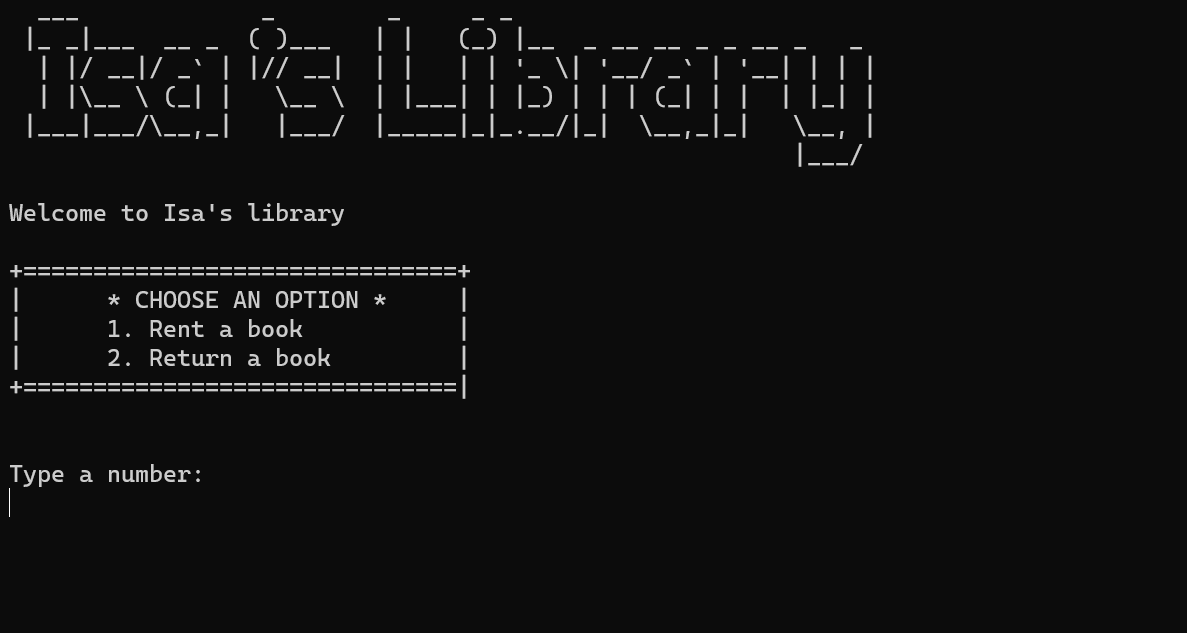 Isa's Library
Welcome to Isa's library
* CHOOSE AN OPTION *
1. Rent a book
2. Return a book
Type a number: